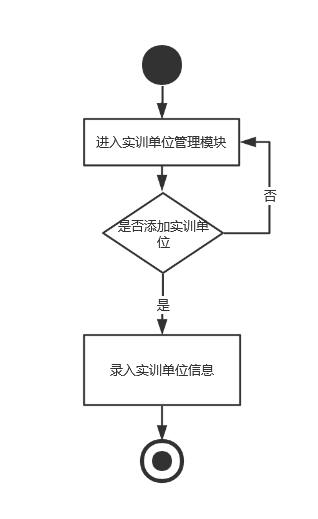 进入实训单位管理模块
是否添加实训单
位
否
是
录入实训单位信息